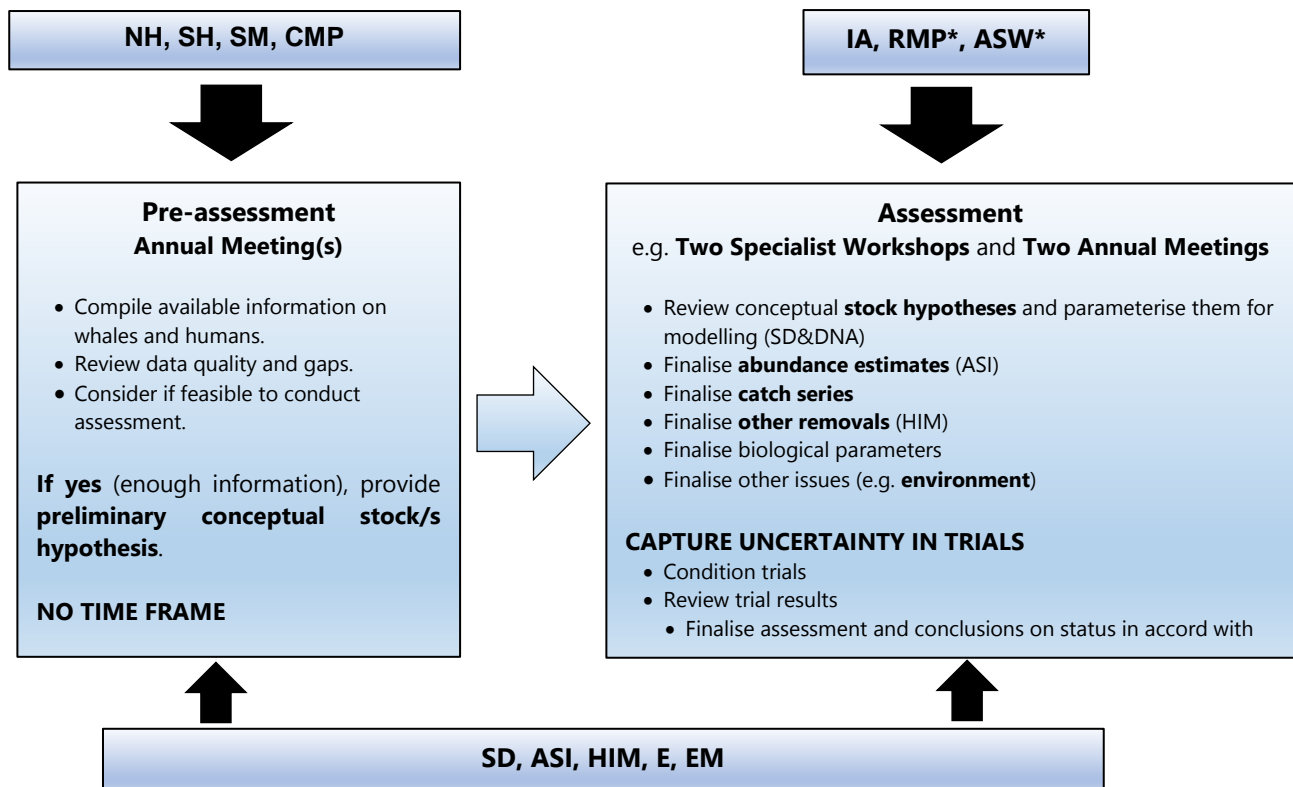 NH, SH, SM, CMP
IA, RMP*, ASW*
Pre-assessment
Annual Meeting(s)
• Compile available information on
whales and humans.
• Review data quality and gaps.
• Consider if feasible to conduct
assessment.
If yes (enough information), provide
preliminary conceptual stock/s
hypothesis.
NO TIME FRAME
Assessment
e.g. Two Specialist Workshops and Two Annual Meetings
• Review conceptual stock hypotheses and parameterise them for
modelling (SD&DNA)
• Finalise abundance estimates (ASI)
• Finalise catch series
• Finalise other removals (HIM)
• Finalise biological parameters
• Finalise other issues (e.g. environment)
CAPTURE UNCERTAINTY IN TRIALS
• Condition trials
• Review trial results
• Finalise assessment and conclusions on status in accord with
SD, ASI, HIM, E, EM